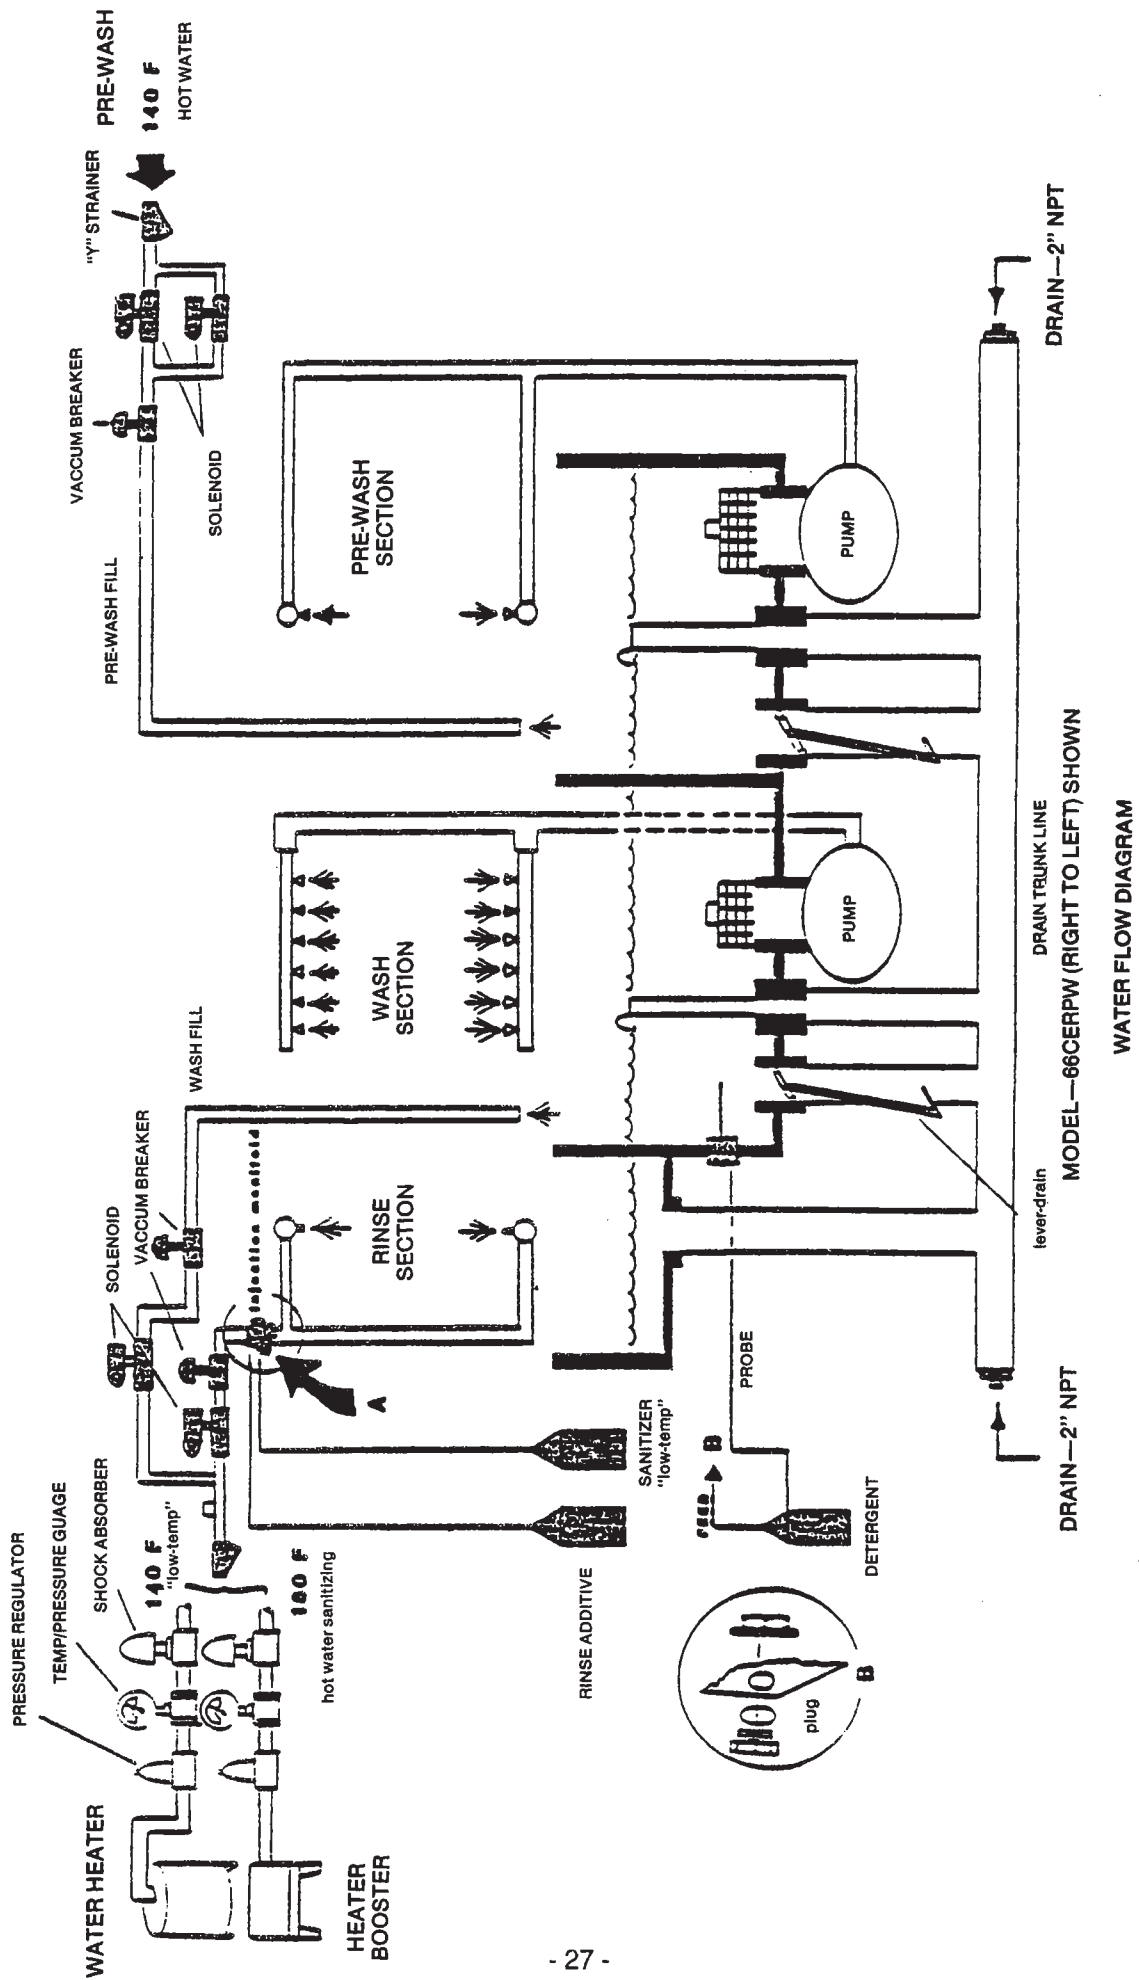 WATER HEATER
PRESSURE REGULATOR
TEMP/PRESSURE GUAGE
SHOCK ABSORBER
140 F
"low-temp"
180 F
hot water sanitizing
HEATER
BOOSTER
SOLENOID
VACCUM BREAKER
WASH FILL
injection manifold
A
RINSE
SECTION
WASH
SECTION
PRE-WASH FILL
VACCUM BREAKER
SOLENOID
"Y" STRAINER
PRE-WASH
140 F
HOT WATER
PRE-WASH
SECTION
RINSE ADDITIVE
SANITIZER
"low-temp"
FEED
B
PROBE
DETERGENT
plug
B
PUMP
PUMP
lever-drain
DRAIN TRUNK LINE
DRAIN—2" NPT
DRAIN—2" NPT
MODEL—66CERPW (RIGHT TO LEFT) SHOWN
WATER FLOW DIAGRAM
- 27 -